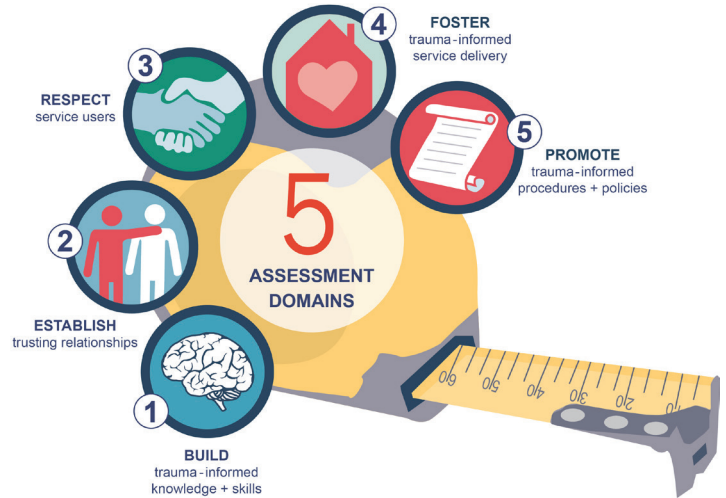 5
ASSESSMENT
DOMAINS
1
BUILD
trauma-informed
knowledge + skills
2
ESTABLISH
trusting relationships
3
RESPECT
service users
4
FOSTER
trauma-informed
service delivery
5
PROMOTE
trauma-informed
procedures + policies
60 50 40 30 20